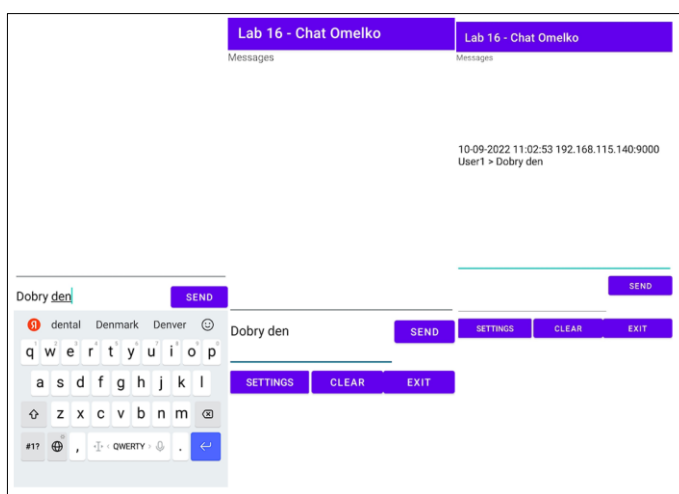 Dobry den
SEND
Я dental Denmark Denver
q w e r t y u i o p
a s d f g h j k l
z x c v b n m
#1? , QWERTY .
Lab 16 - Chat Omelko
Messages
Dobry den
SEND
SETTINGS CLEAR EXIT
Lab 16 - Chat Omelko
Messages
10-09-2022 11:02:53 192.168.115.140:9000
User1 > Dobry den
SEND
SETTINGS CLEAR EXIT